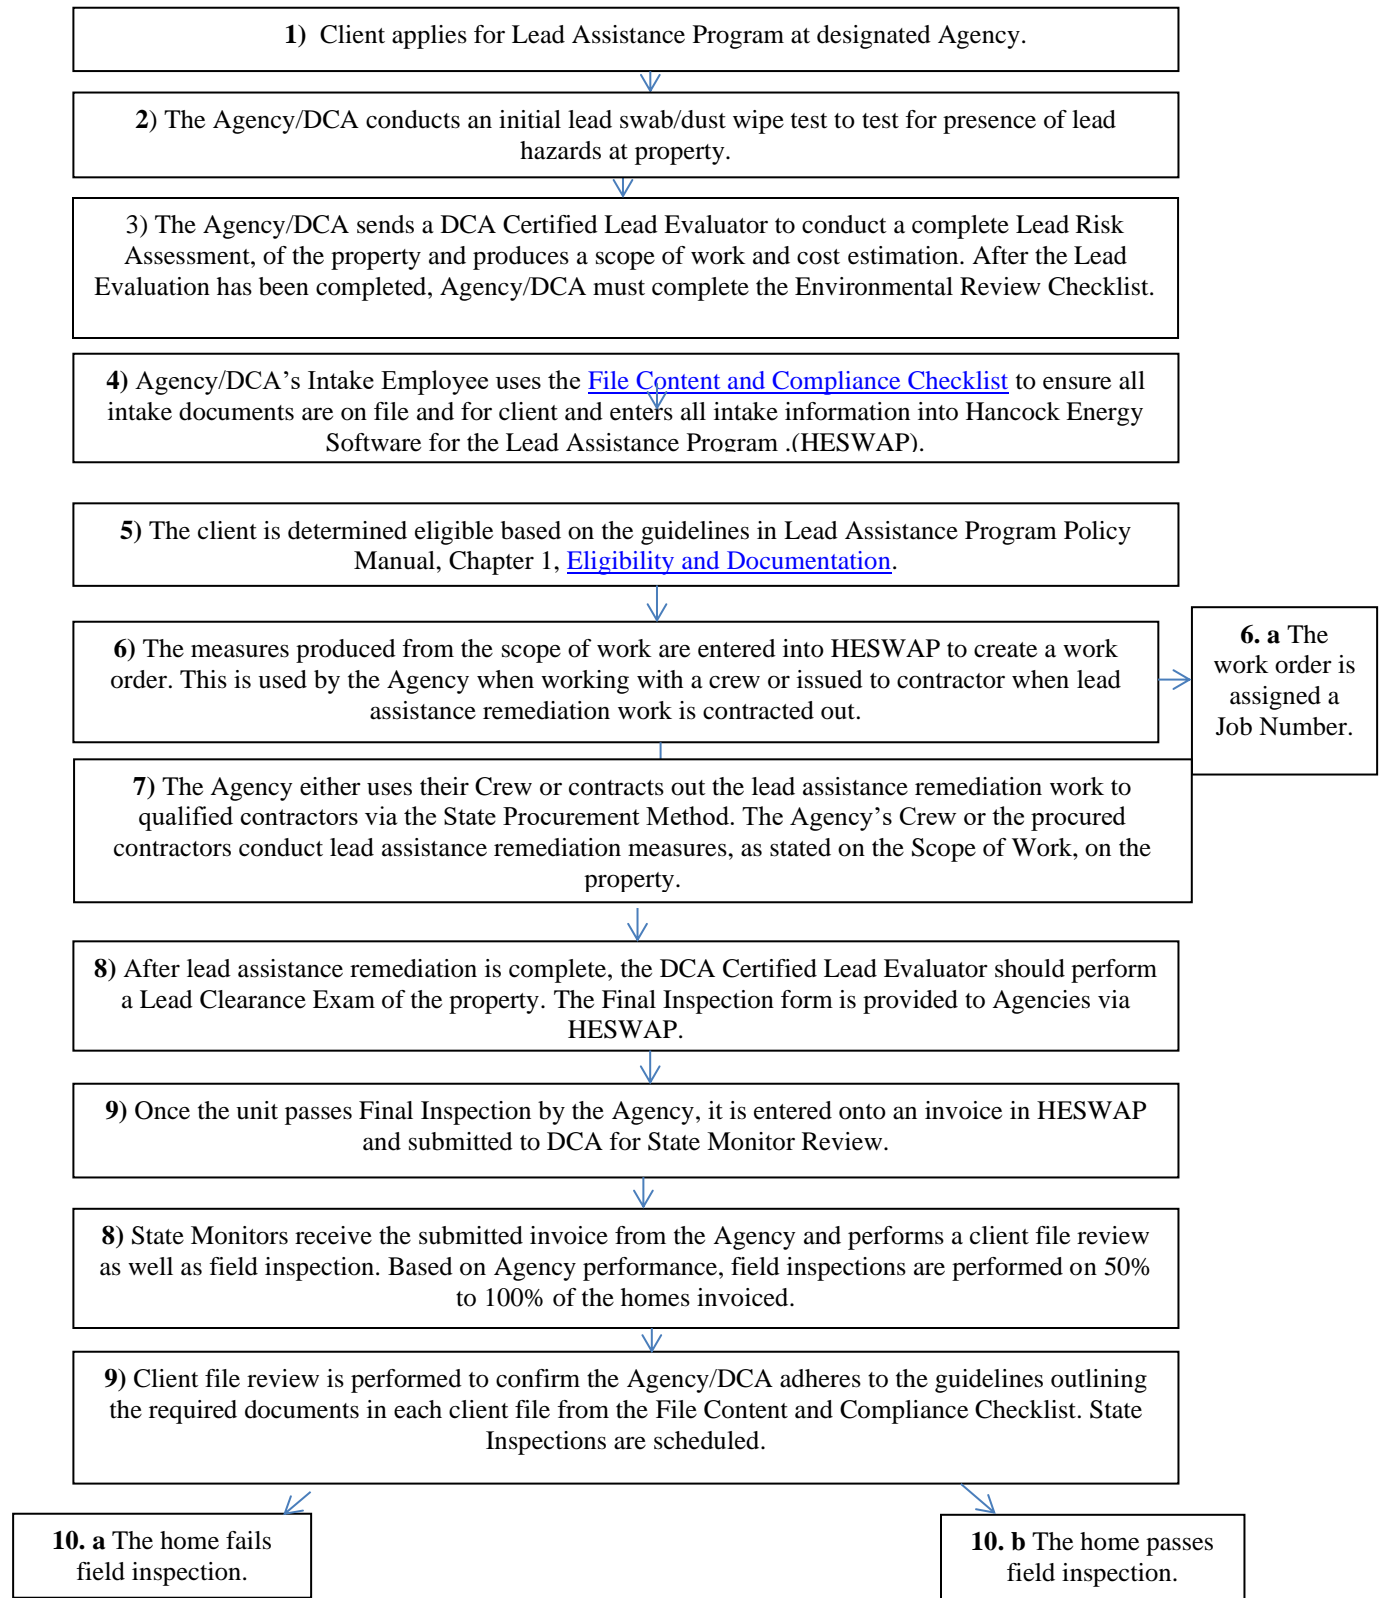 1)  Client applies for Lead Assistance Program at designated Agency.
2) The Agency/DCA conducts an initial lead swab/dust wipe test to test for presence of lead
hazards at property.
3) The Agency/DCA sends a DCA Certified Lead Evaluator to conduct a complete Lead Risk
Assessment, of the property and produces a scope of work and cost estimation. After the Lead
Evaluation has been completed, Agency/DCA must complete the Environmental Review Checklist.
4) Agency/DCA’s Intake Employee uses the File Content and Compliance Checklist to ensure all
intake documents are on file and for client and enters all intake information into Hancock Energy
Software for the Lead Assistance Program .(HESWAP).
5) The client is determined eligible based on the guidelines in Lead Assistance Program Policy
Manual, Chapter 1, Eligibility and Documentation.
6) The measures produced from the scope of work are entered into HESWAP to create a work
order. This is used by the Agency when working with a crew or issued to contractor when lead
assistance remediation work is contracted out.
6. a The
work order is
assigned a
Job Number.
7) The Agency either uses their Crew or contracts out the lead assistance remediation work to
qualified contractors via the State Procurement Method. The Agency’s Crew or the procured
contractors conduct lead assistance remediation measures, as stated on the Scope of Work, on the
property.
8) After lead assistance remediation is complete, the DCA Certified Lead Evaluator should perform
a Lead Clearance Exam of the property. The Final Inspection form is provided to Agencies via
HESWAP.
9) Once the unit passes Final Inspection by the Agency, it is entered onto an invoice in HESWAP
and submitted to DCA for State Monitor Review.
8) State Monitors receive the submitted invoice from the Agency and performs a client file review
as well as field inspection. Based on Agency performance, field inspections are performed on 50%
to 100% of the homes invoiced.
9) Client file review is performed to confirm the Agency/DCA adheres to the guidelines outlining
the required documents in each client file from the File Content and Compliance Checklist. State
Inspections are scheduled.
10. a The home fails
field inspection.
10. b The home passes
field inspection.